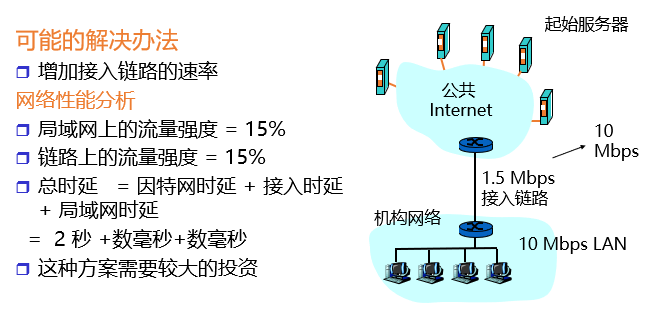 可能的解决办法
增加接入链路的速率
网络性能分析
局域网上的流量强度 = 15%
链路上的流量强度 = 15%
总时延 = 因特网时延 + 接入时延
+ 局域网时延
= 2 秒 +数毫秒+数毫秒
这种方案需要较大的投资
起始服务器
公共
Internet
10
Mbps
1.5 Mbps
接入链路
机构网络
10 Mbps LAN